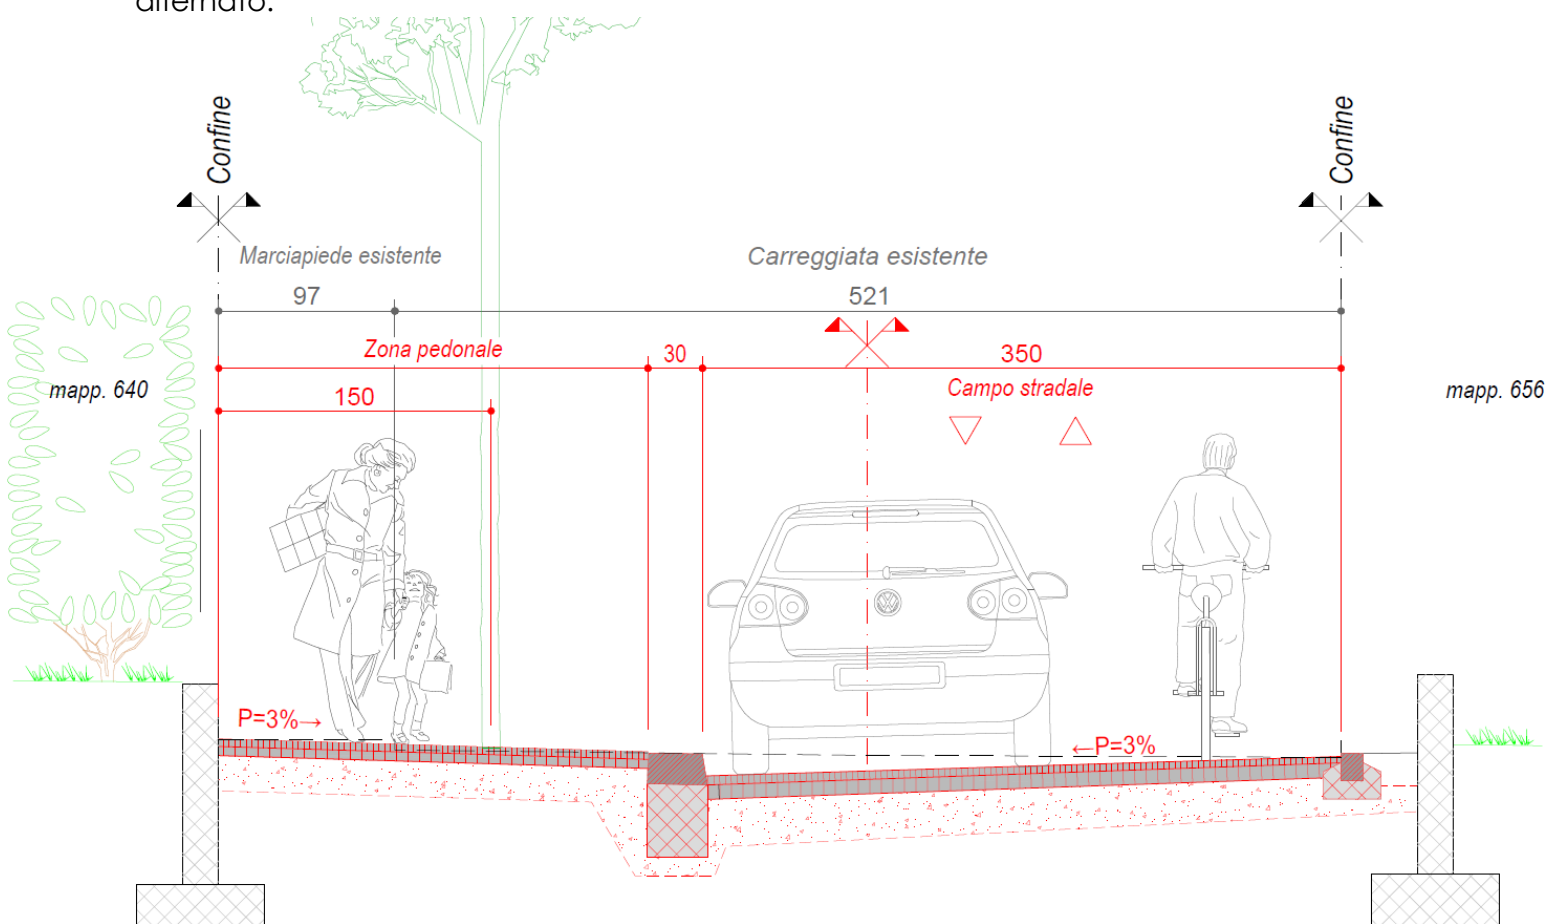 alternato.
Confine
Confine
Marciapiede esistente
Carreggiata esistente
97
521
Zona pedonale
30
350
mapp. 640
150
Campo stradale
mapp. 656
P=3%→
←P=3%